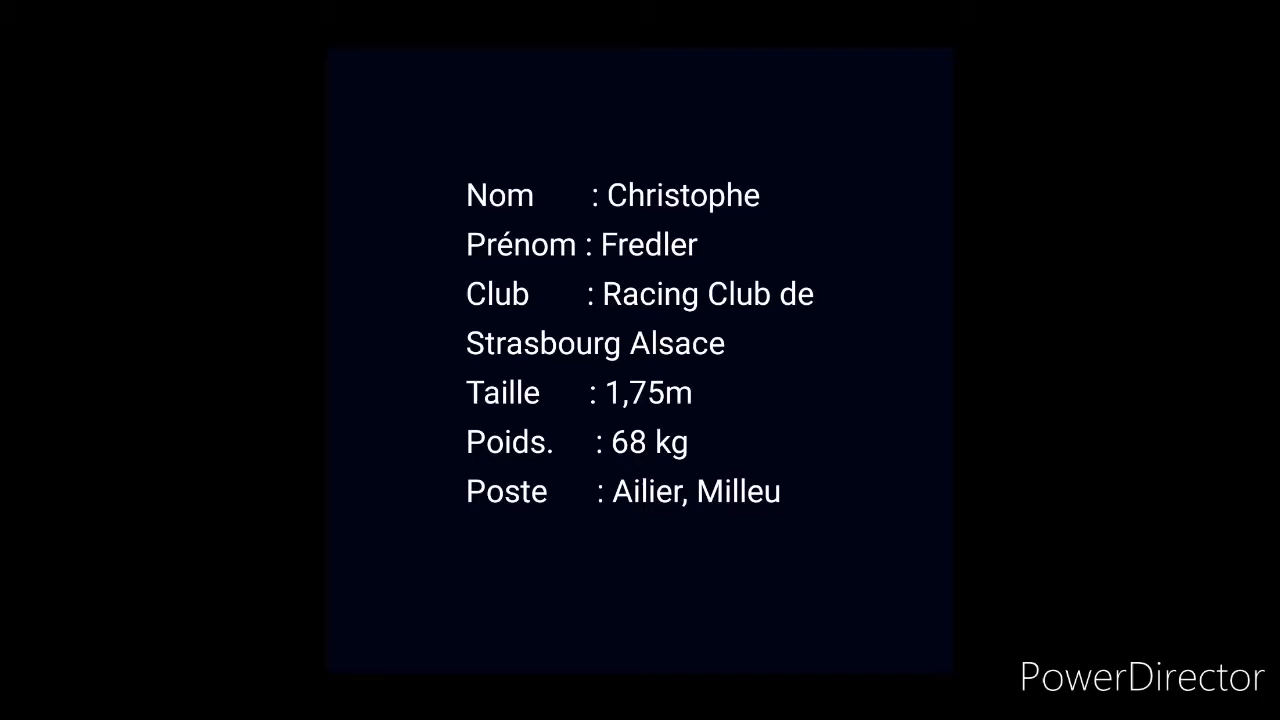 Nom : Christophe
Prénom : Fredler
Club : Racing Club de
Strasbourg Alsace
Taille : 1,75m
Poids. : 68 kg
Poste : Ailier, Milleu
PowerDirector